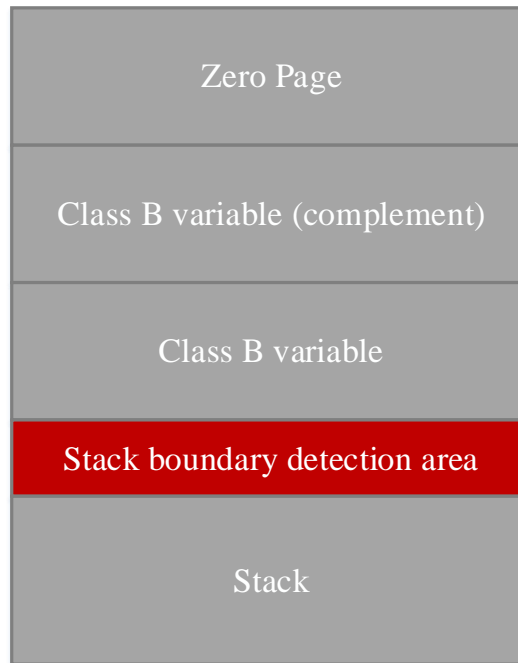 Zero Page
Class B variable (complement)
Class B variable
Stack boundary detection area
Stack